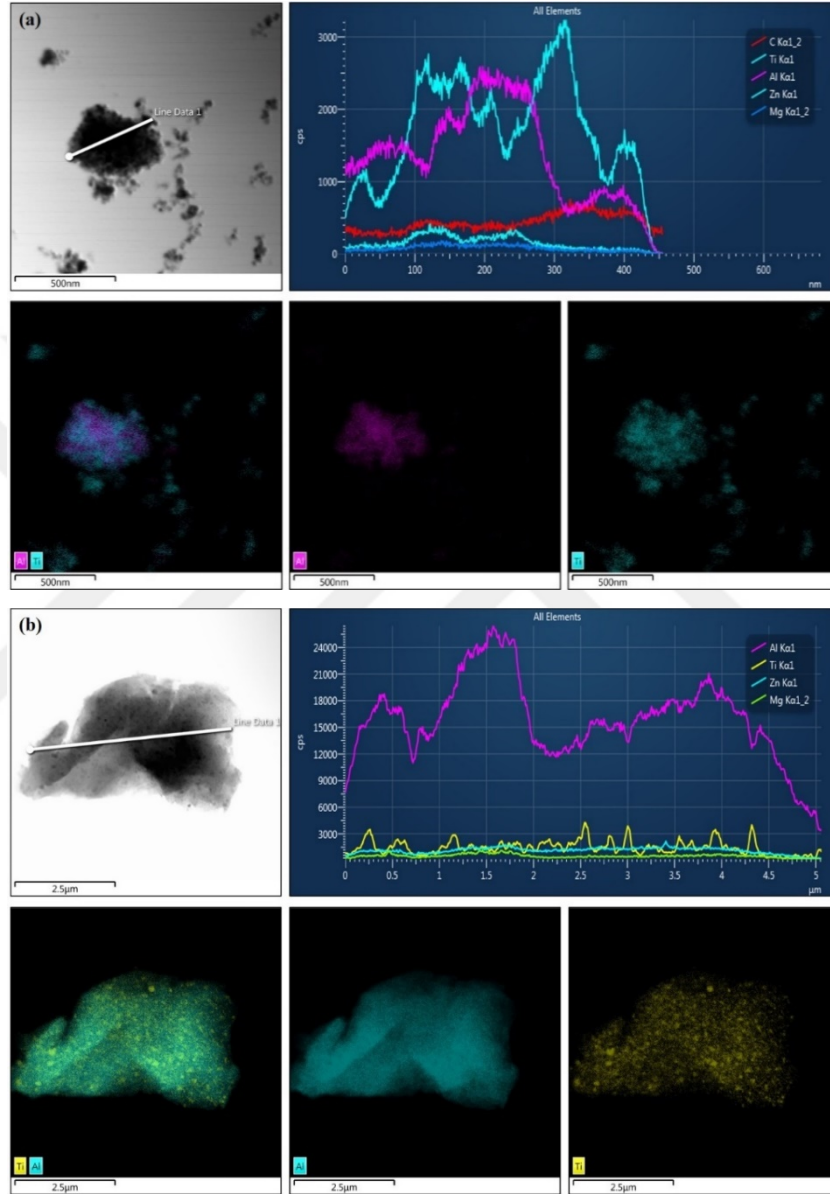 (a)
Line Data 1
500nm
All Elements
cps
3000
2000
1000
0
0 100 200 300 400 500 600
nm
C Kα1_2
Ti Kα1
Al Kα1
Zn Kα1
Mg Kα1_2
Al Ti
500nm
500nm
Ti
500nm
(b)
Line Data 1
2.5µm
All Elements
cps
24000
21000
18000
15000
12000
9000
6000
3000
0 0.5 1 1.5 2 2.5 3 3.5 4 4.5 5
µm
Al Kα1
Ti Kα1
Zn Kα1
Mg Kα1_2
Ti Al
2.5µm
Al
2.5µm
Ti
2.5µm